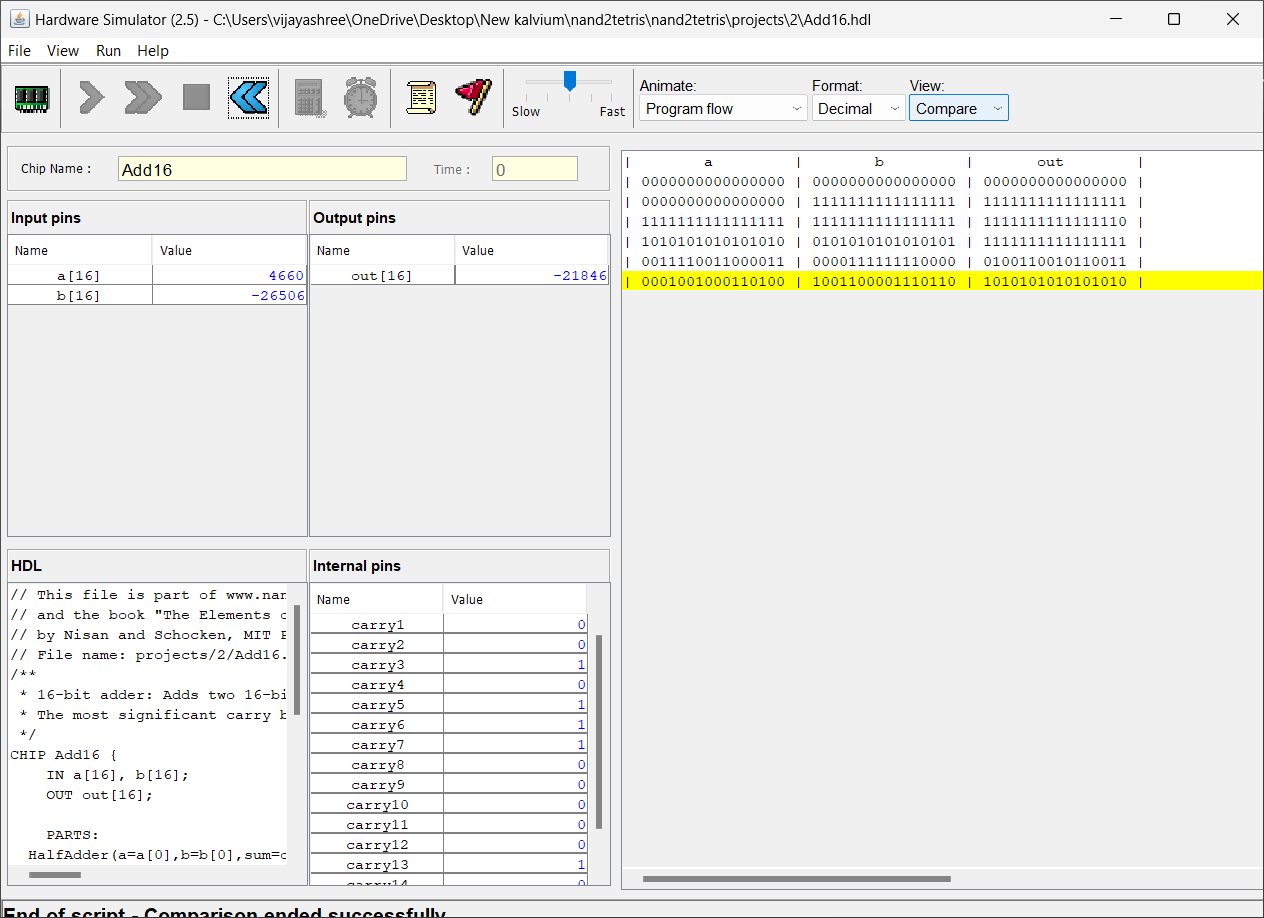 Hardware Simulator (2.5) - C:\Users\vijayashree\OneDrive\Desktop\New kalvium\nand2tetris\nand2tetris\projects\2\Add16.hdl
File View Run Help
Slow Fast
Animate: Format: View:
Program flow Decimal Compare
Chip Name : Add16 Time : 0
Input pins
Name Value
a[16] 4660
b[16] -26506
Output pins
Name Value
out[16] -21846
HDL
// This file is part of www.nan
// and the book "The Elements o
// by Nisan and Schocken, MIT P
// File name: projects/2/Add16.
/**
* 16-bit adder: Adds two 16-bi
* The most significant carry b
*/
CHIP Add16 {
IN a[16], b[16];
OUT out[16];
PARTS:
HalfAdder(a=a[0],b=b[0],sum=o
Internal pins
Name Value
carry1 0
carry2 0
carry3 1
carry4 0
carry5 1
carry6 1
carry7 1
carry8 0
carry9 0
carry10 0
carry11 0
carry12 0
carry13 1
carry14 0
| a | b | out |
| 0000000000000000 | 0000000000000000 | 0000000000000000 |
| 0000000000000000 | 1111111111111111 | 1111111111111111 |
| 1111111111111111 | 1111111111111111 | 1111111111111110 |
| 1010101010101010 | 0101010101010101 | 1111111111111111 |
| 0011110011000011 | 0000111111110000 | 0100110010110011 |
| 0001001000110100 | 1001100001110110 | 1010101010101010 |
End of script - Comparison ended successfully